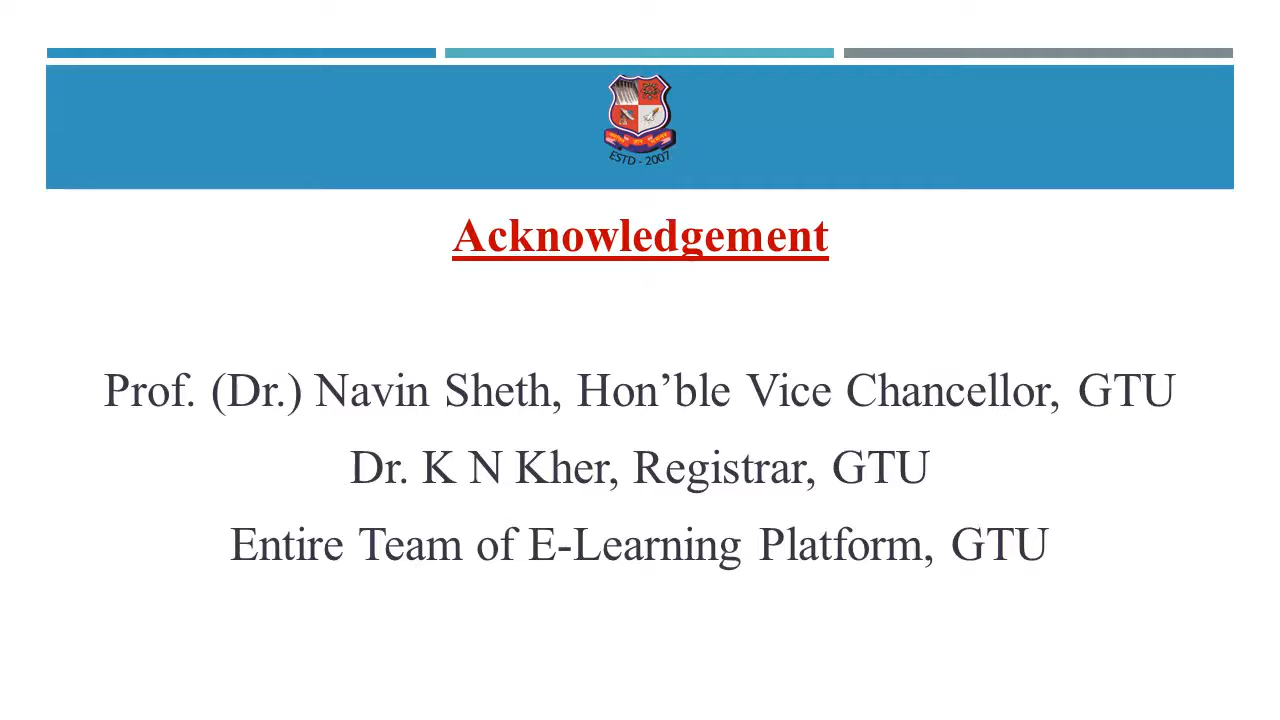 ESTD - 2007
Acknowledgement
Prof. (Dr.) Navin Sheth, Hon’ble Vice Chancellor, GTU
Dr. K N Kher, Registrar, GTU
Entire Team of E-Learning Platform, GTU